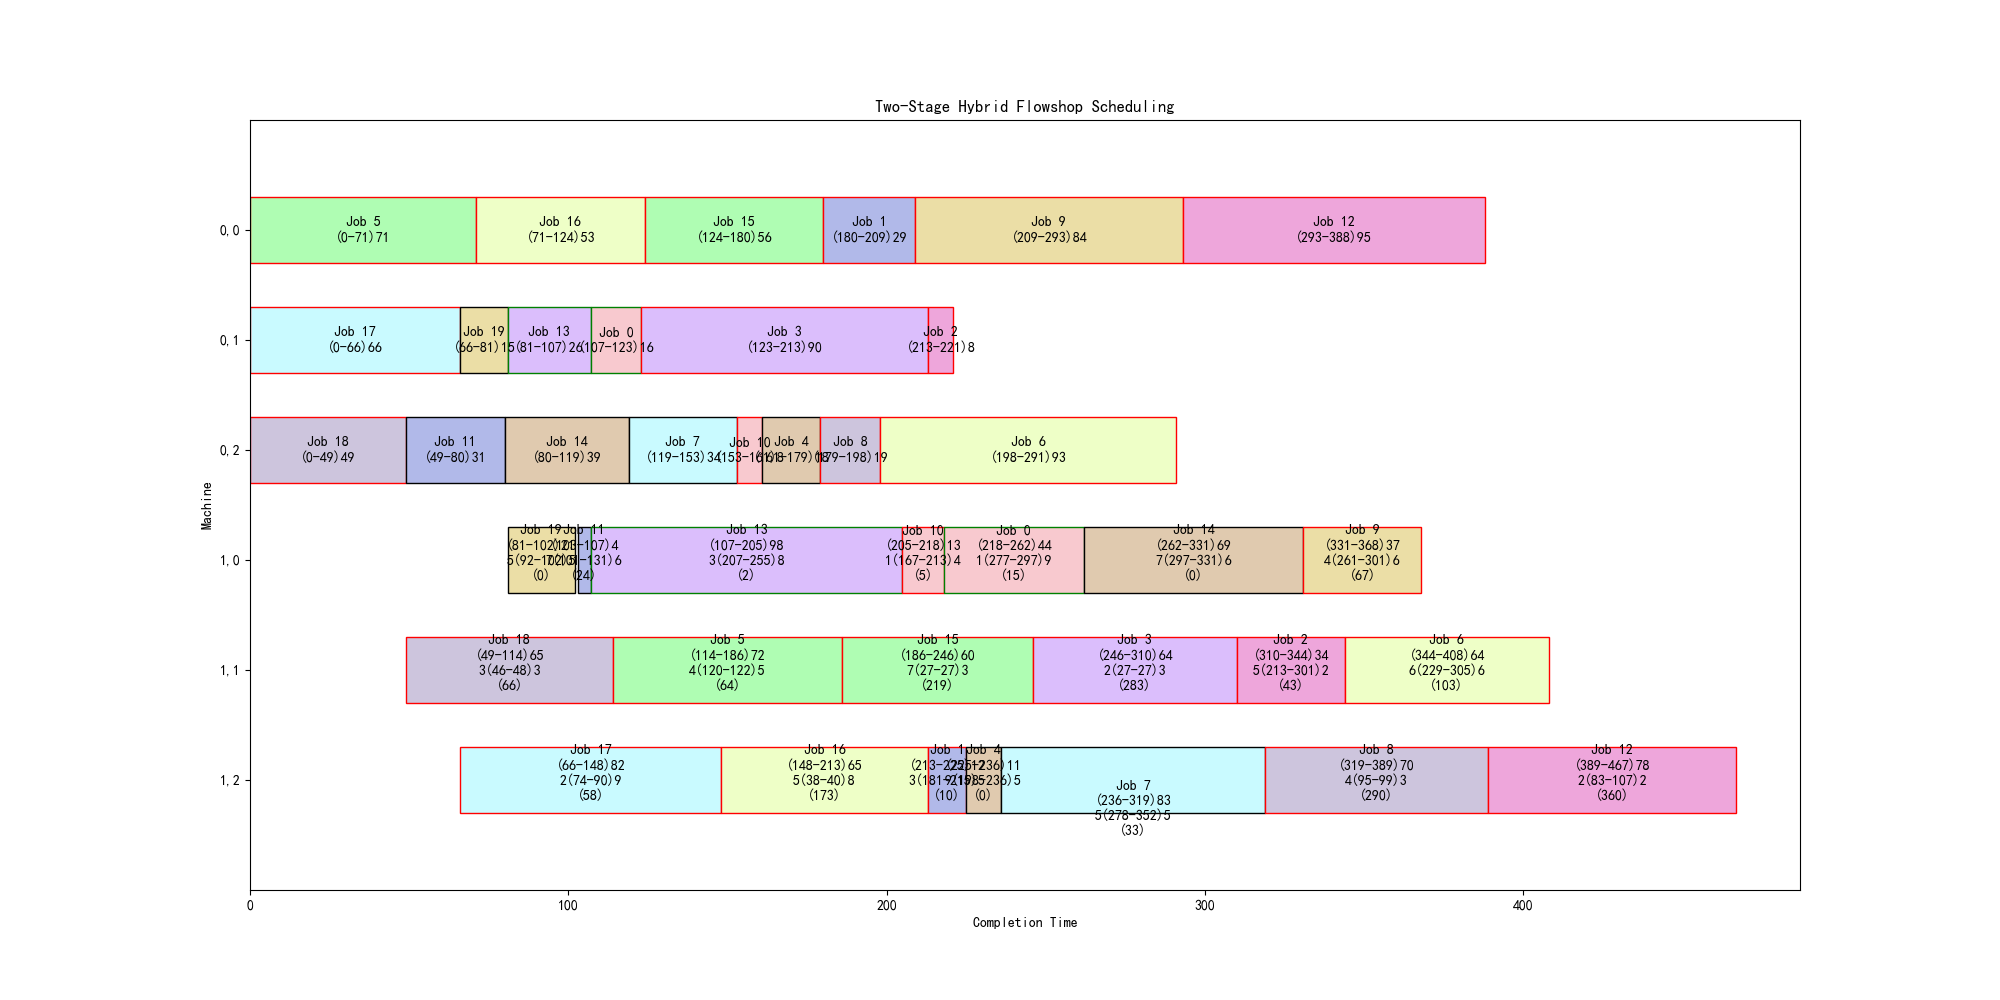 Two-Stage Hybrid Flowshop Scheduling
Machine
0,0
Job 5
(0-71)71
Job 16
(71-124)53
Job 15
(124-180)56
Job 1
(180-209)29
Job 9
(209-293)84
Job 12
(293-388)95
0,1
Job 17
(0-66)66
Job 19
(66-81)15
Job 13
(81-107)26
Job 0
(107-123)16
Job 3
(123-213)90
Job 2
(213-221)8
0,2
Job 18
(0-49)49
Job 11
(49-80)31
Job 14
(80-119)39
Job 7
(119-153)34
Job 10
(153-161)8
Job 4
(161-179)18
Job 8
(179-198)19
Job 6
(198-291)93
1,0
Job 19
(81-102)21
(0)
Job 11
(103-107)4
(24)
Job 13
(107-205)98
3(207-255)8
(2)
Job 10
(205-218)13
1(167-213)4
(5)
Job 0
(218-262)44
1(277-297)9
(15)
Job 14
(262-331)69
7(297-331)6
(0)
Job 9
(331-368)37
4(261-301)6
(67)
1,1
Job 18
(49-114)65
3(46-48)3
(66)
Job 5
(114-186)72
4(120-122)5
(64)
Job 15
(186-246)60
7(27-27)3
(219)
Job 3
(246-310)64
2(27-27)3
(283)
Job 2
(310-344)34
5(213-301)2
(43)
Job 6
(344-408)64
6(229-305)6
(103)
1,2
Job 17
(66-148)82
2(74-90)9
(58)
Job 16
(148-213)65
5(38-40)8
(173)
Job 1
(213-225)12
(10)
Job 4
(225-236)11
(0)
Job 7
(236-319)83
5(278-352)5
(33)
Job 8
(319-389)70
4(95-99)3
(290)
Job 12
(389-467)78
2(83-107)2
(360)
0
100
200
300
400
Completion Time